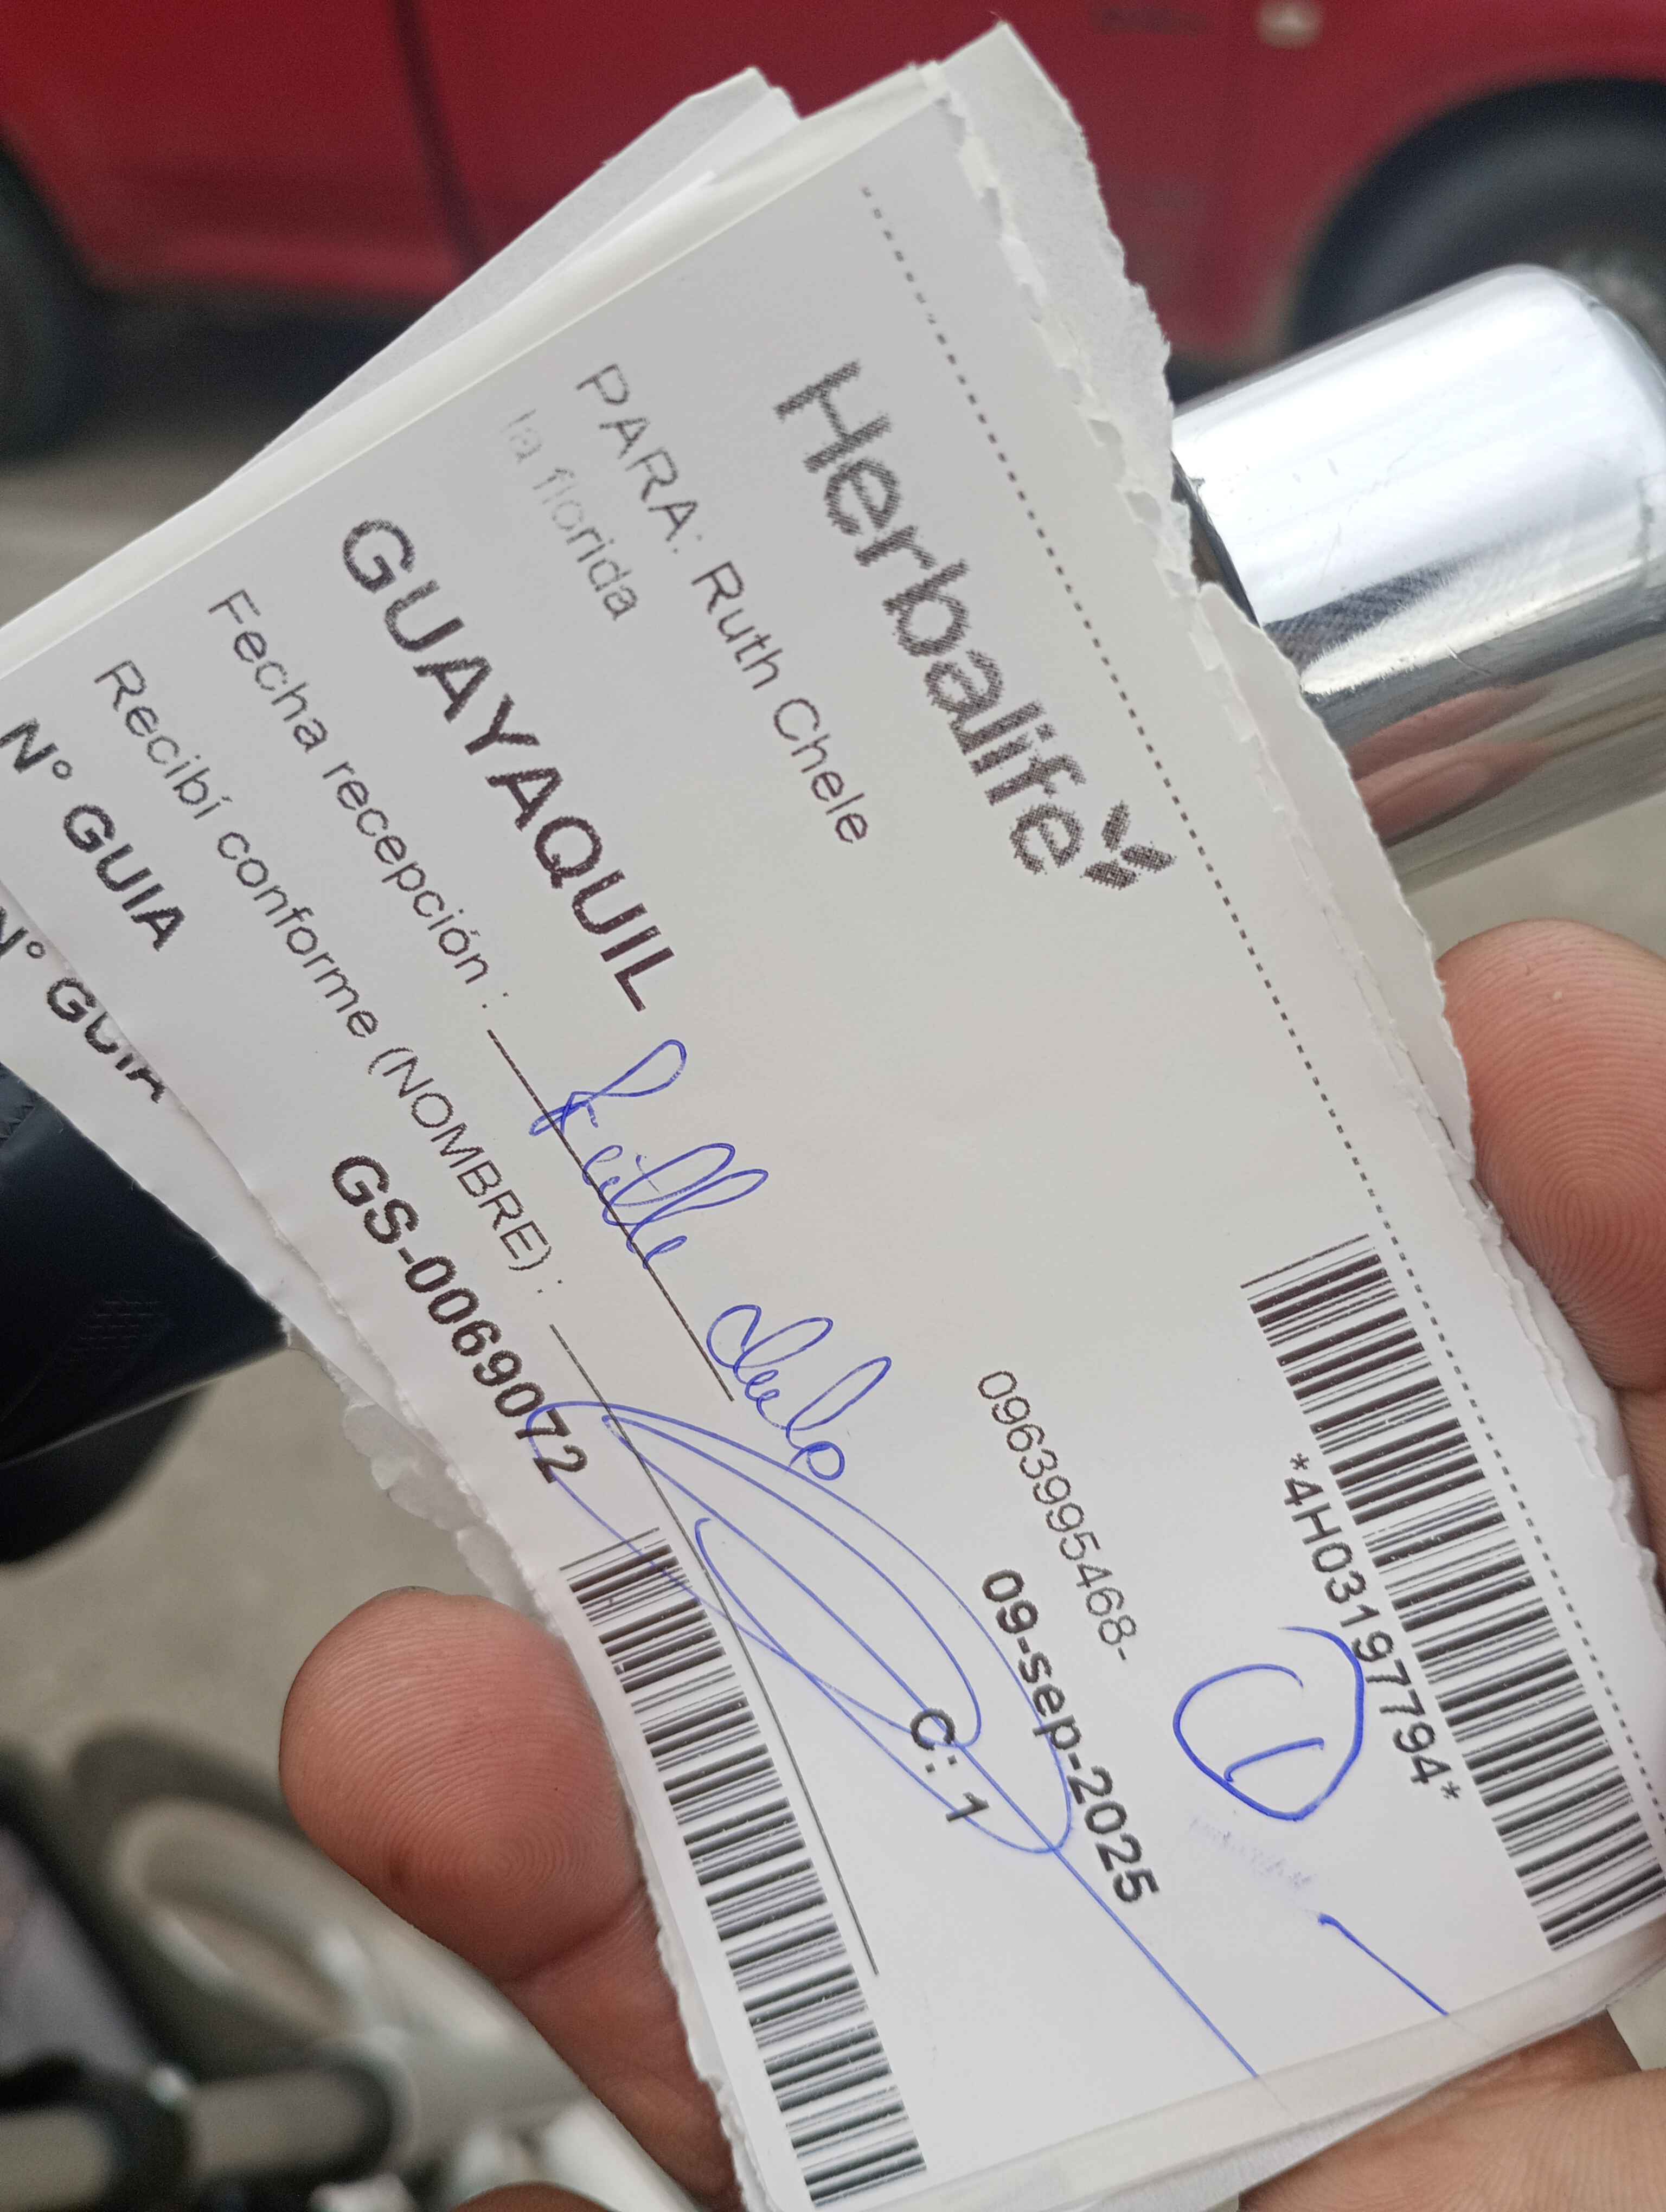 Herbalife
*4H03197794*
PARA: Ruth Chele
0963995468-
la florida
GUAYAQUIL
09-sep-2025
Fecha recepción :
C: 1
Recibí conforme (NOMBRE) :
N° GUIA
GS-0069072
N° GUIA